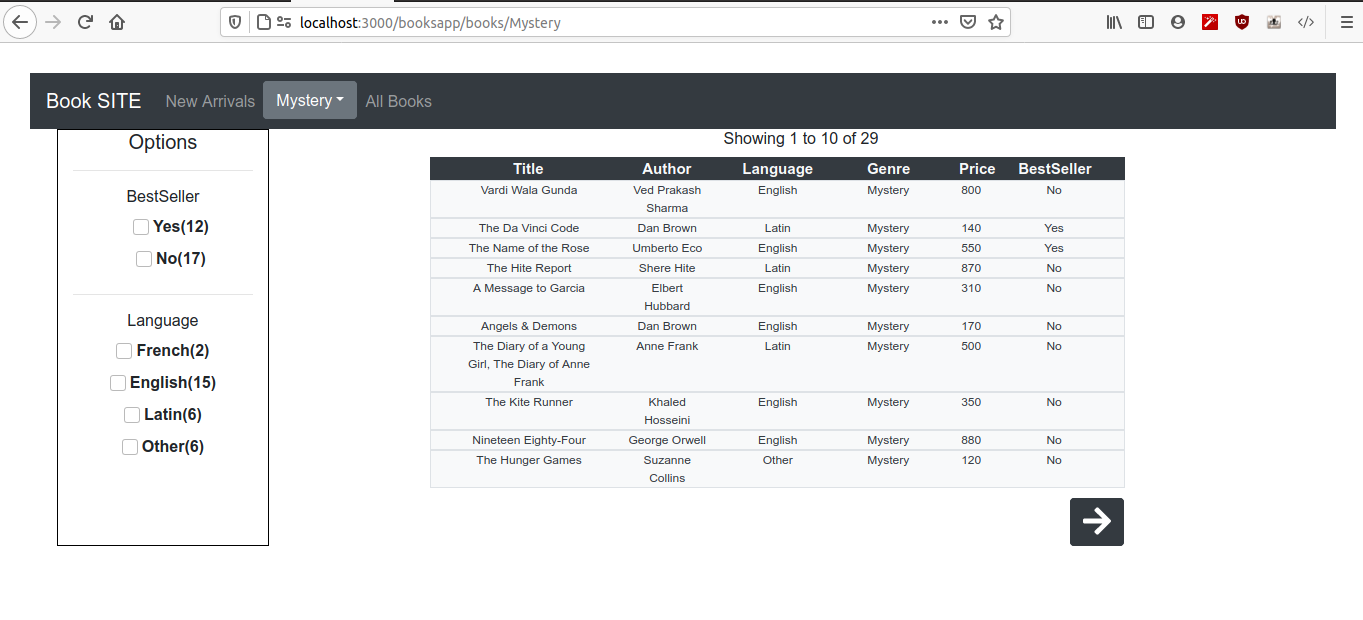 localhost:3000/booksapp/books/Mystery
Book SITE New Arrivals Mystery All Books
Options
BestSeller
Yes(12)
No(17)
Language
French(2)
English(15)
Latin(6)
Other(6)
Showing 1 to 10 of 29
Title Author Language Genre Price BestSeller
Vardi Wala Gunda Ved Prakash English Mystery 800 No
Sharma
The Da Vinci Code Dan Brown Latin Mystery 140 Yes
The Name of the Rose Umberto Eco English Mystery 550 Yes
The Hite Report Shere Hite Latin Mystery 870 No
A Message to Garcia Elbert English Mystery 310 No
Hubbard
Angels & Demons Dan Brown English Mystery 170 No
The Diary of a Young Anne Frank Latin Mystery 500 No
Girl, The Diary of Anne
Frank
The Kite Runner Khaled English Mystery 350 No
Hosseini
Nineteen Eighty-Four George Orwell English Mystery 880 No
The Hunger Games Suzanne Other Mystery 120 No
Collins